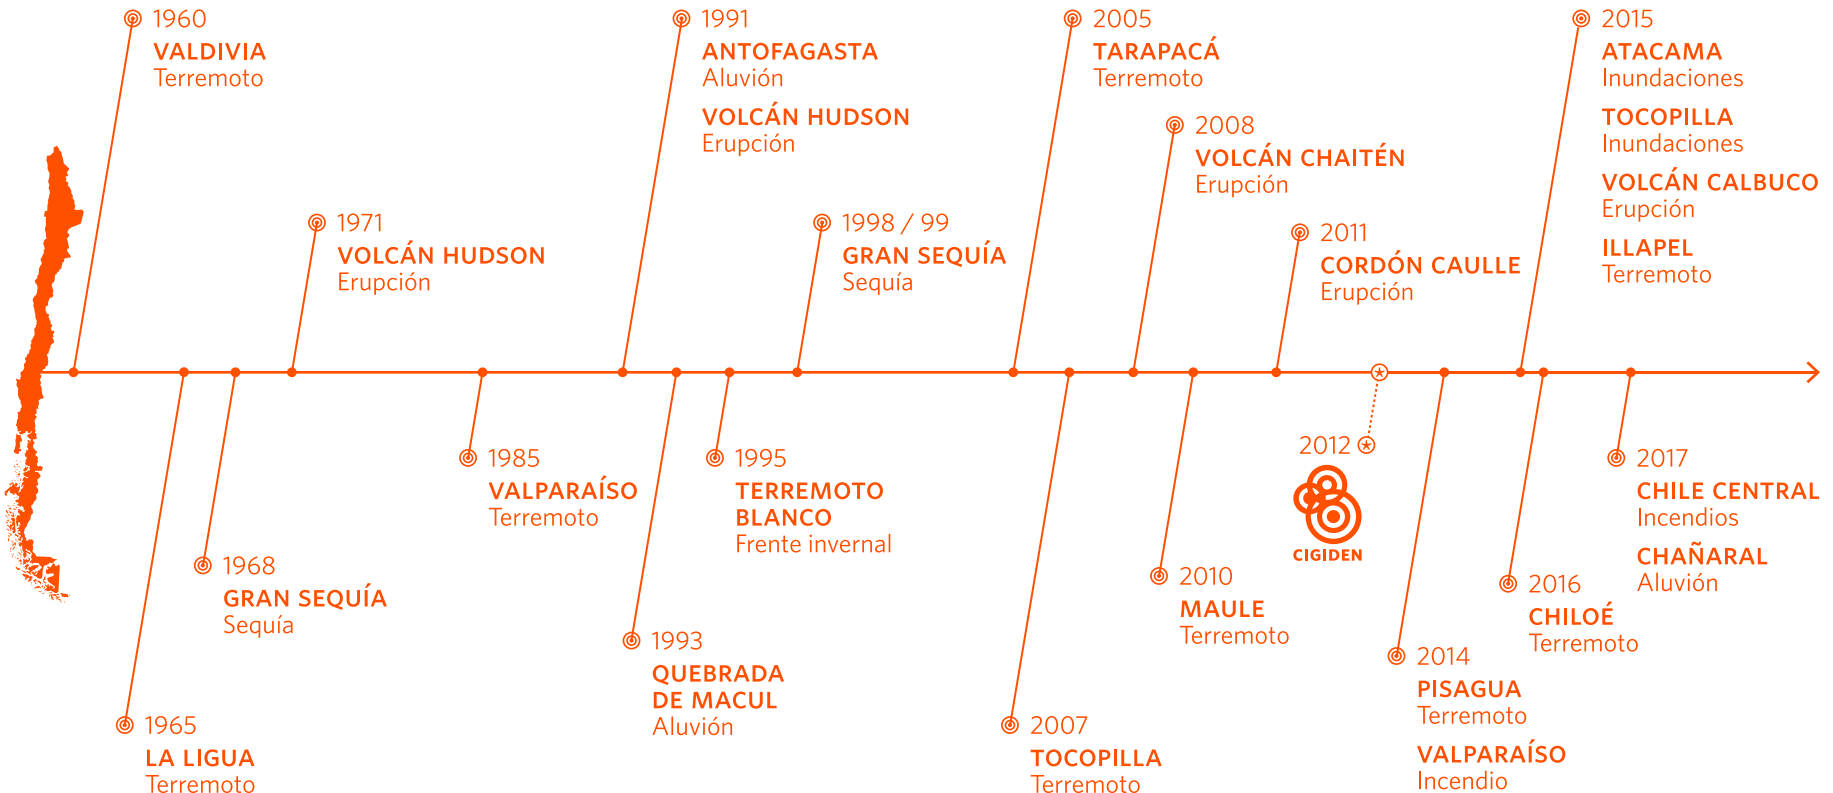 1960
VALDIVIA
Terremoto
1965
LA LIGUA
Terremoto
1968
GRAN SEQUÍA
Sequía
1971
VOLCÁN HUDSON
Erupción
1985
VALPARAÍSO
Terremoto
1991
ANTOFAGASTA
Aluvión
VOLCÁN HUDSON
Erupción
1993
QUEBRADA
DE MACUL
Aluvión
1995
TERREMOTO
BLANCO
Frente invernal
1998 / 99
GRAN SEQUÍA
Sequía
2005
TARAPACÁ
Terremoto
2007
TOCOPILLA
Terremoto
2008
VOLCÁN CHAITÉN
Erupción
2010
MAULE
Terremoto
2011
CORDÓN CAULLE
Erupción
2012
CIGIDEN
2014
PISAGUA
Terremoto
VALPARAÍSO
Incendio
2015
ATACAMA
Inundaciones
TOCOPILLA
Inundaciones
VOLCÁN CALBUCO
Erupción
ILLAPEL
Terremoto
2016
CHILOÉ
Terremoto
2017
CHILE CENTRAL
Incendios
CHAÑARAL
Aluvión